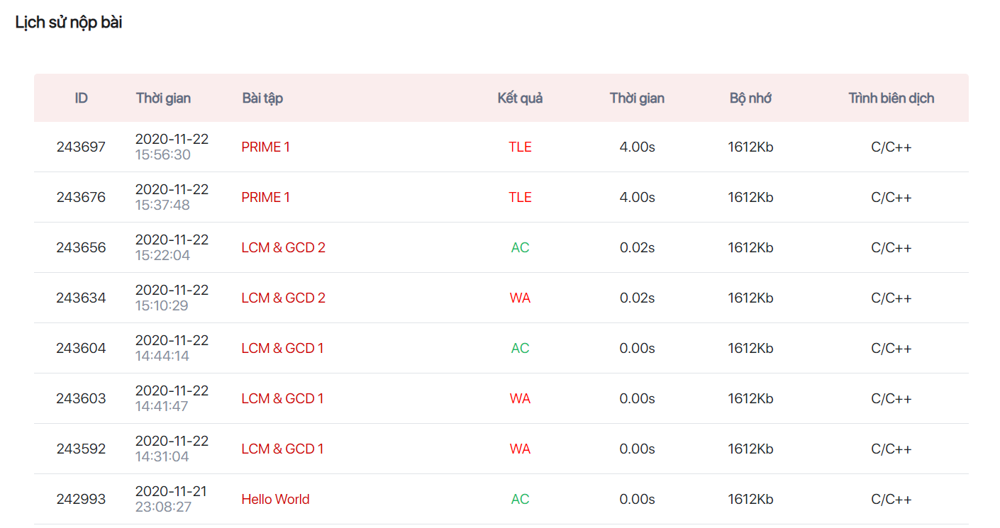 Lịch sử nộp bài
ID Thời gian Bài tập Kết quả Thời gian Bộ nhớ Trình biên dịch
243697 2020-11-22 15:56:30 PRIME 1 TLE 4.00s 1612Kb C/C++
243676 2020-11-22 15:37:48 PRIME 1 TLE 4.00s 1612Kb C/C++
243656 2020-11-22 15:22:04 LCM & GCD 2 AC 0.02s 1612Kb C/C++
243634 2020-11-22 15:10:29 LCM & GCD 2 WA 0.02s 1612Kb C/C++
243604 2020-11-22 14:44:14 LCM & GCD 1 AC 0.00s 1612Kb C/C++
243603 2020-11-22 14:41:47 LCM & GCD 1 WA 0.00s 1612Kb C/C++
243592 2020-11-22 14:31:04 LCM & GCD 1 WA 0.00s 1612Kb C/C++
242993 2020-11-21 23:08:27 Hello World AC 0.00s 1612Kb C/C++